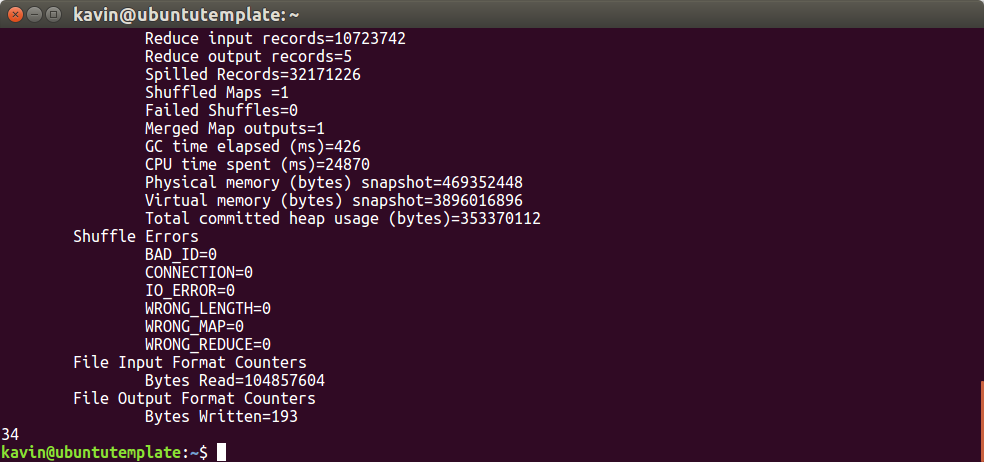 kavin@ubuntutemplate: ~
Reduce input records=10723742
Reduce output records=5
Spilled Records=32171226
Shuffled Maps =1
Failed Shuffles=0
Merged Map outputs=1
GC time elapsed (ms)=426
CPU time spent (ms)=24870
Physical memory (bytes) snapshot=469352448
Virtual memory (bytes) snapshot=3896016896
Total committed heap usage (bytes)=353370112
Shuffle Errors
BAD_ID=0
CONNECTION=0
IO_ERROR=0
WRONG_LENGTH=0
WRONG_MAP=0
WRONG_REDUCE=0
File Input Format Counters
Bytes Read=104857604
File Output Format Counters
Bytes Written=193
34
kavin@ubuntutemplate:~$